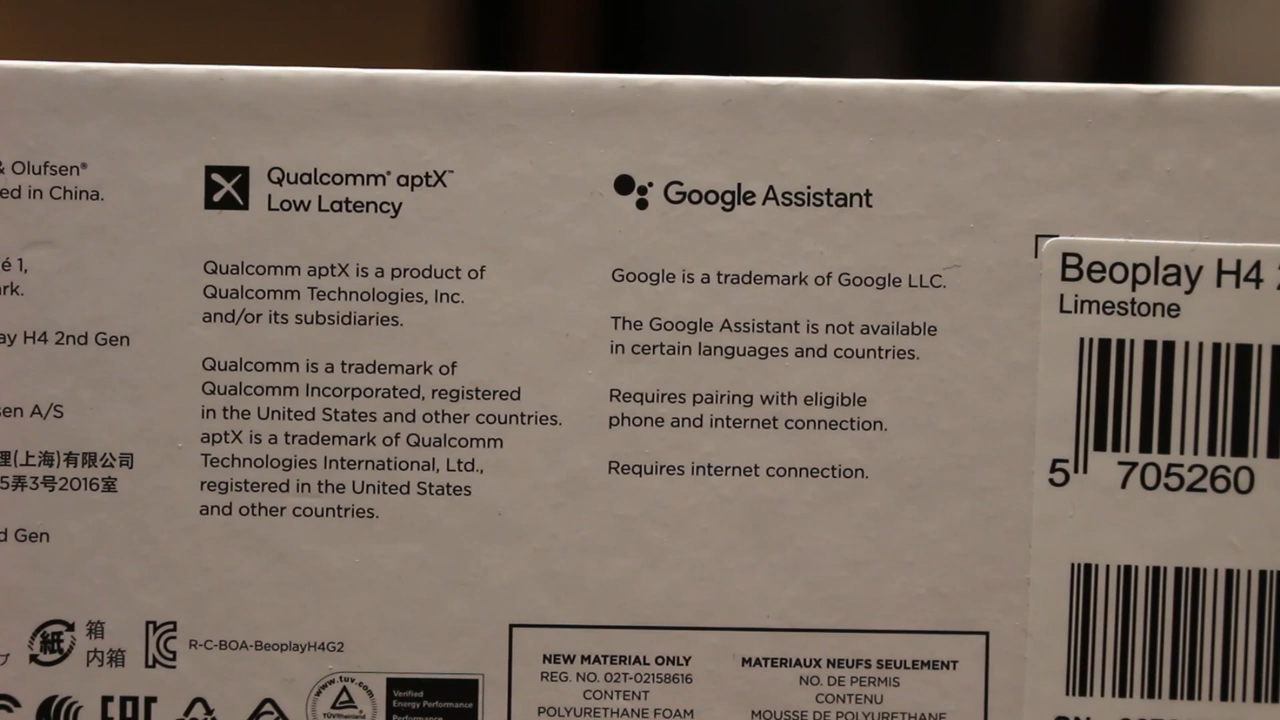 & Olufsen®
ed in China.
é 1,
rk.
ay H4 2nd Gen
sen A/S
理(上海)有限公司
5弄3号2016室
d Gen
Qualcomm® aptX™
Low Latency
Qualcomm aptX is a product of
Qualcomm Technologies, Inc.
and/or its subsidiaries.
Qualcomm is a trademark of
Qualcomm Incorporated, registered
in the United States and other countries.
aptX is a trademark of Qualcomm
Technologies International, Ltd.,
registered in the United States
and other countries.
Google Assistant
Google is a trademark of Google LLC.
The Google Assistant is not available
in certain languages and countries.
Requires pairing with eligible
phone and internet connection.
Requires internet connection.
Beoplay H4
Limestone
5 705260
紙
箱
内箱
R-C-BOA-BeoplayH4G2
www.tuv.com
TÜVRheinland
Verified
Energy Performance
Performance
EAC
NEW MATERIAL ONLY
REG. NO. 02T-02158616
CONTENT
POLYURETHANE FOAM
MATERIAUX NEUFS SEULEMENT
NO. DE PERMIS
CONTENU
MOUSSE DE POLYURETHANE